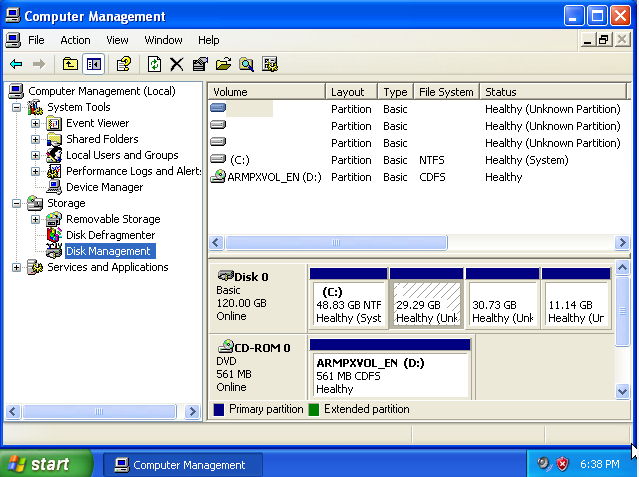 Computer Management
File Action View Window Help
Computer Management (Local)
System Tools
Event Viewer
Shared Folders
Local Users and Groups
Performance Logs and Alert
Device Manager
Storage
Removable Storage
Disk Defragmenter
Disk Management
Services and Applications
Volume Layout Type File System Status
Partition Basic Healthy (Unknown Partition)
Partition Basic Healthy (Unknown Partition)
Partition Basic Healthy (Unknown Partition)
(C:) Partition Basic NTFS Healthy (System)
ARMPXVOL_EN (D:) Partition Basic CDFS Healthy
Disk 0
Basic
120.00 GB
Online
(C:)
48.83 GB NTF
Healthy (Syst
29.29 GB
Healthy (Unk
30.73 GB
Healthy (Unk
11.14 GB
Healthy (Ur
CD-ROM 0
DVD
561 MB
Online
ARMPXVOL_EN (D:)
561 MB CDFS
Healthy
Primary partition Extended partition
start Computer Management 6:38 PM